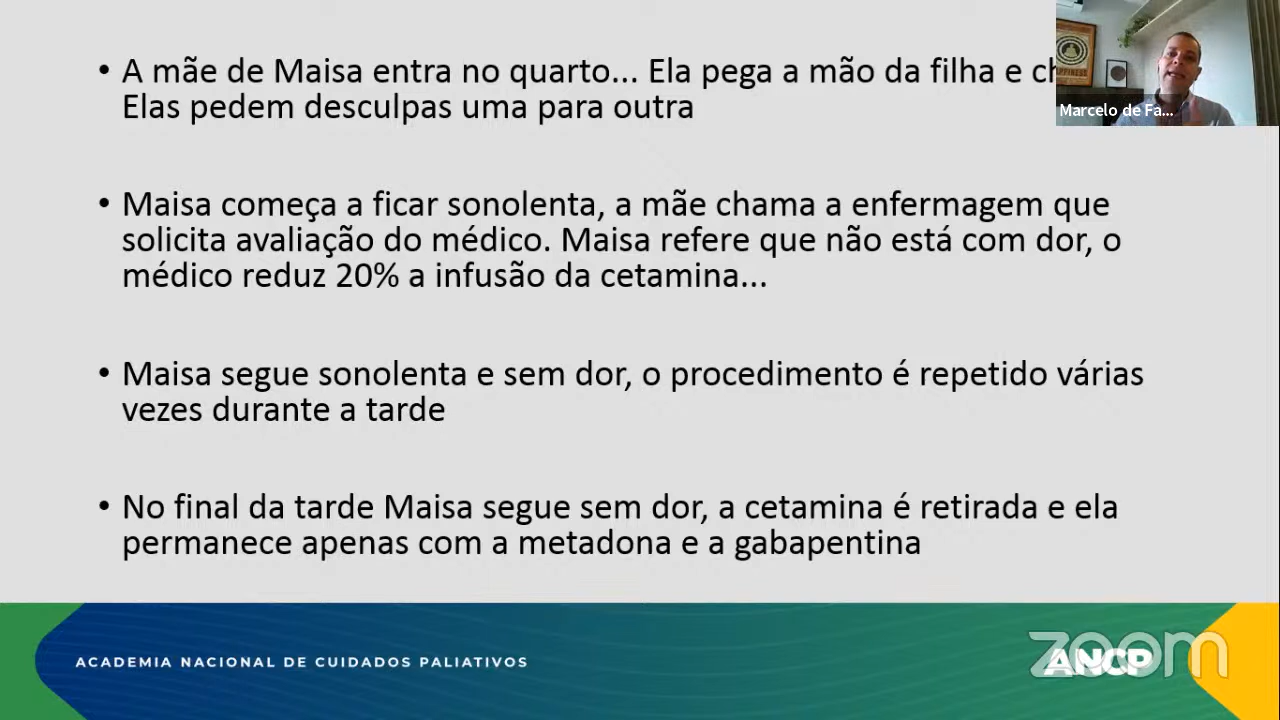 • A mãe de Maisa entra no quarto... Ela pega a mão da filha e
Elas pedem desculpas uma para outra
• Maisa começa a ficar sonolenta, a mãe chama a enfermagem que
solicita avaliação do médico. Maisa refere que não está com dor, o
médico reduz 20% a infusão da cetamina...
• Maisa segue sonolenta e sem dor, o procedimento é repetido várias
vezes durante a tarde
• No final da tarde Maisa segue sem dor, a cetamina é retirada e ela
permanece apenas com a metadona e a gabapentina
Marcelo de Fa...
ACADEMIA NACIONAL DE CUIDADOS PALIATIVOS
ANCP
zoom